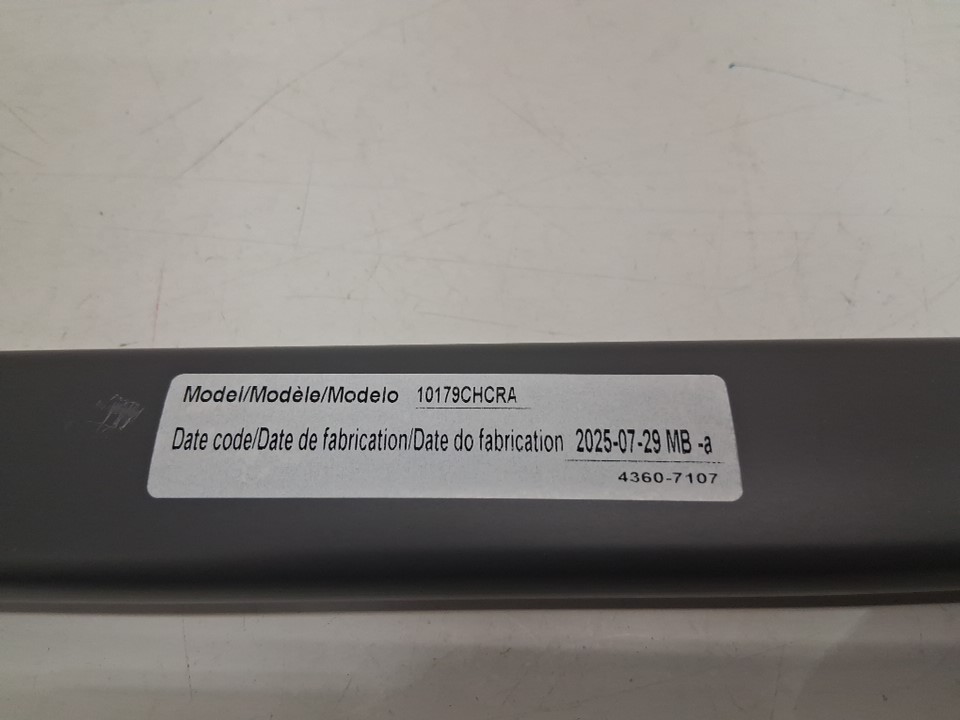 Model/Modèle/Modelo 10179CHCRA
Date code/Date de fabrication/Date do fabrication 2025-07-29 MB -a
4360-7107